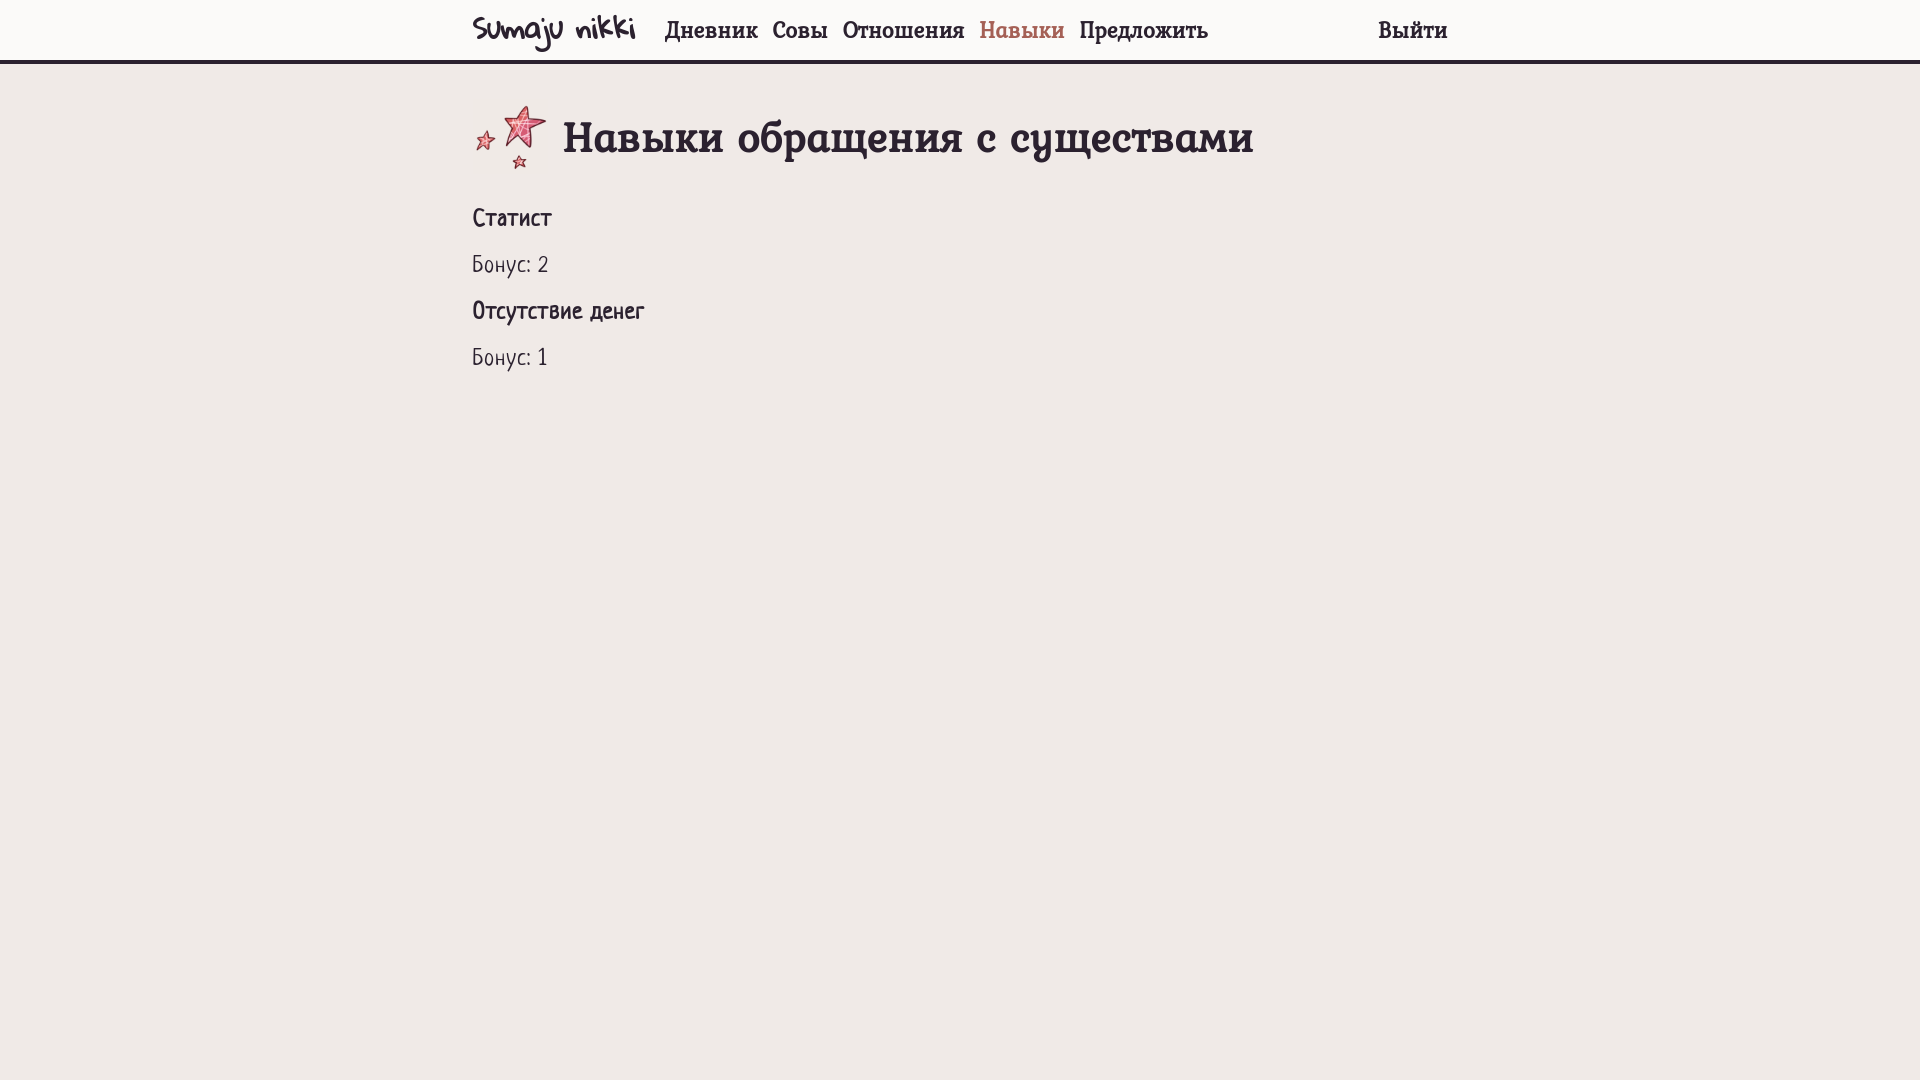 Sumaju nikki Дневник Совы Отношения Навыки Предложить Выйти
Навыки обращения с существами
Статист
Бонус: 2
Отсутствие денег
Бонус: 1